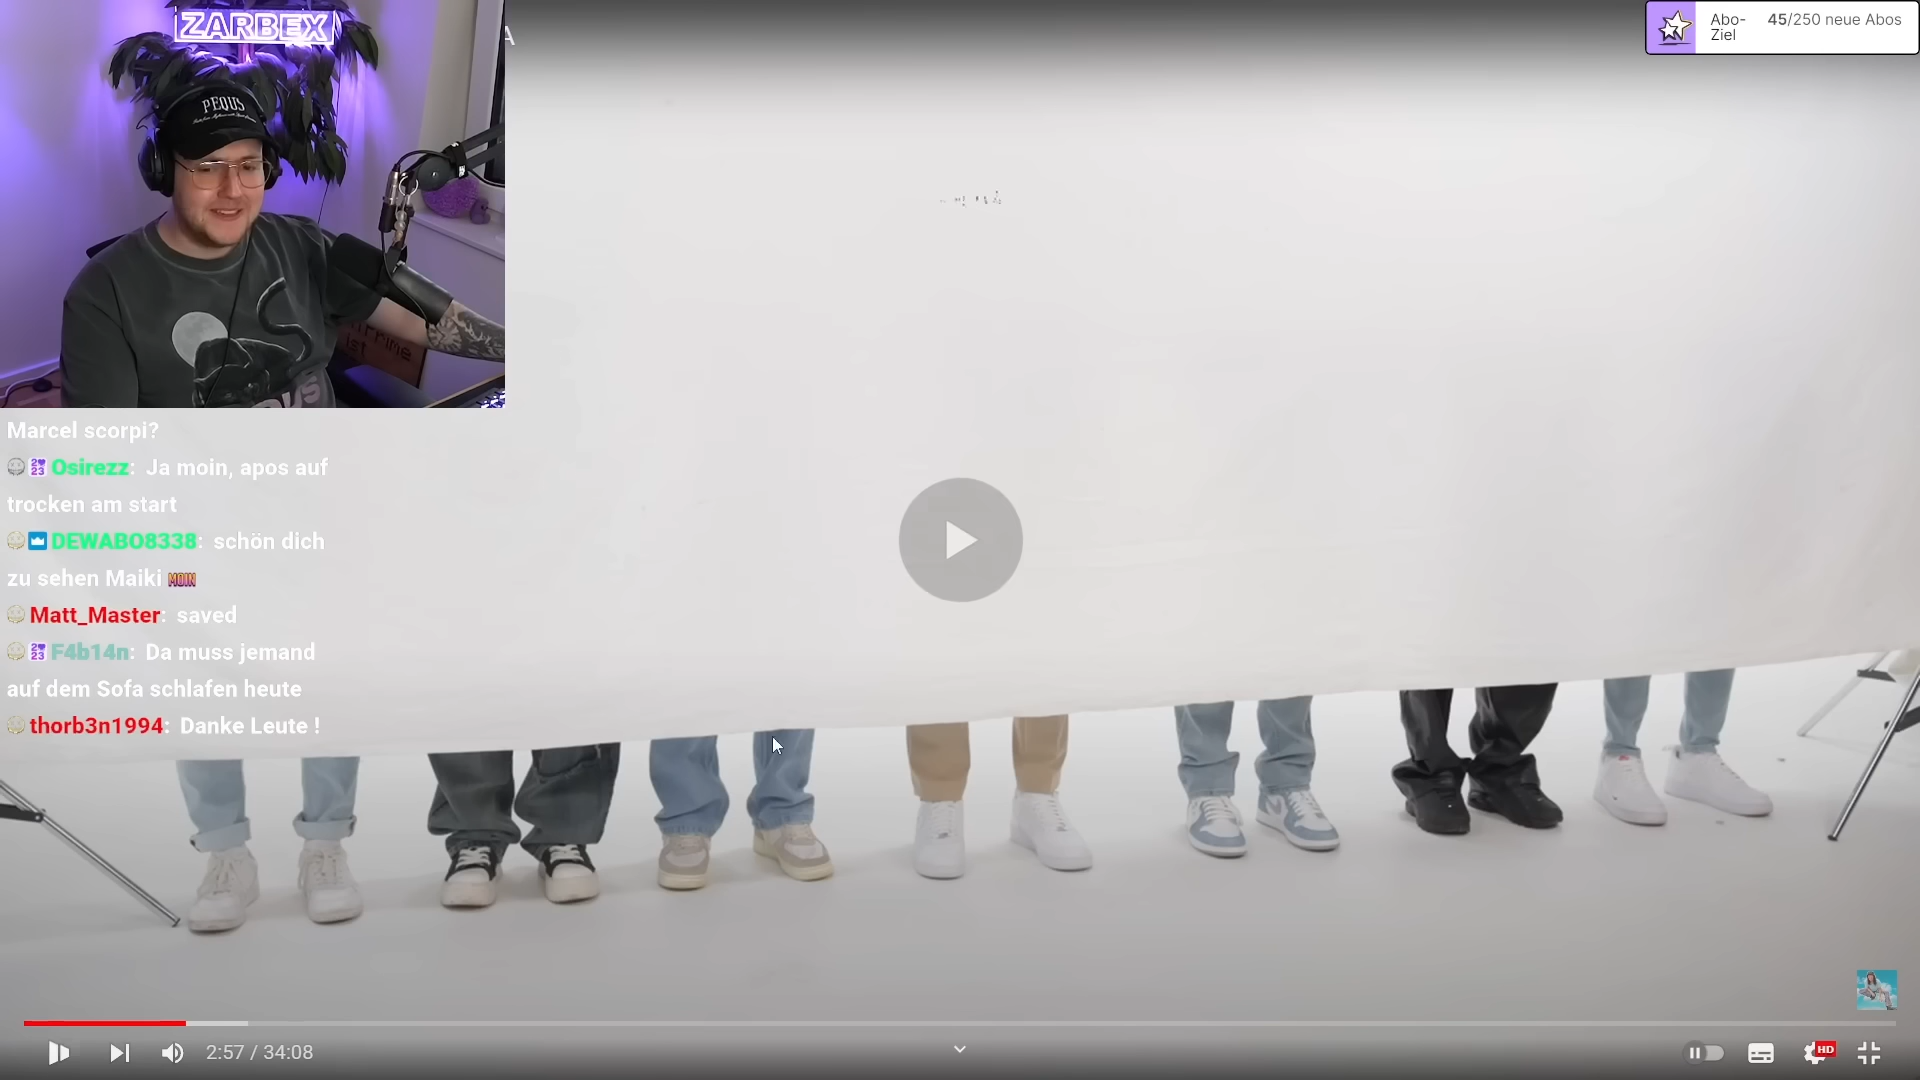 ZARBEX
A
Abo-
Ziel
45/250 neue Abos
PEQUS
Prime
ist
Marcel scorpi?
Osirezz: Ja moin, apos auf
trocken am start
DEWABO8338: schön dich
zu sehen Maiki MOIN
Matt_Master: saved
F4b14n: Da muss jemand
auf dem Sofa schlafen heute
thorb3n1994: Danke Leute !
2:57 / 34:08
HD